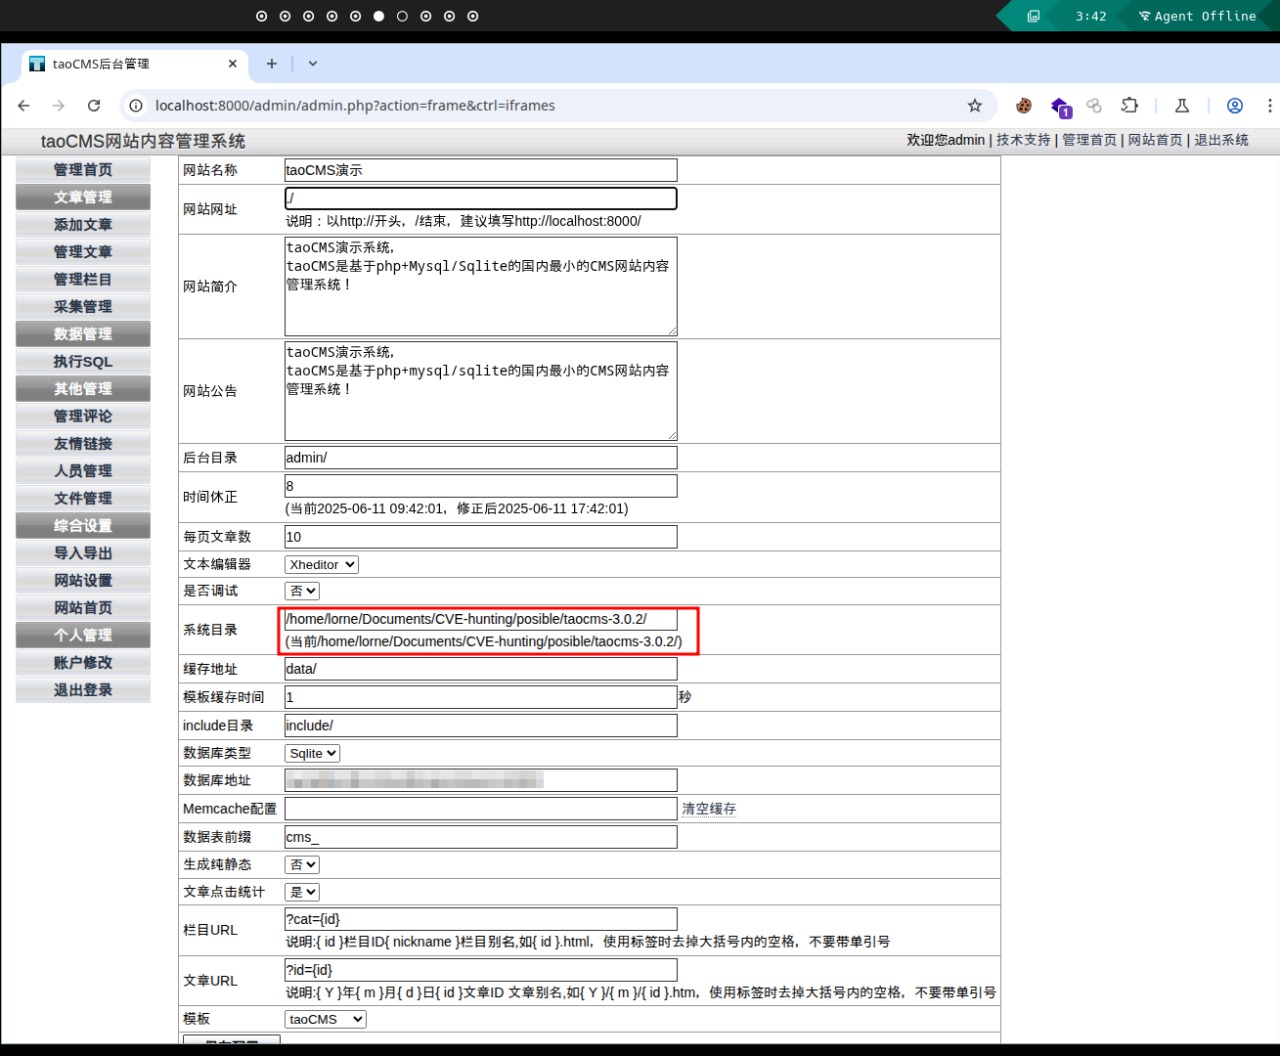 3:42
Agent Offline
taoCMS后台管理
localhost:8000/admin/admin.php?action=frame&ctrl=iframes
1
taoCMS网站内容管理系统
欢迎您admin | 技术支持 | 管理首页 | 网站首页 | 退出系统
管理首页
文章管理
添加文章
管理文章
管理栏目
采集管理
数据管理
执行SQL
其他管理
管理评论
友情链接
人员管理
文件管理
综合设置
导入导出
网站设置
网站首页
个人管理
账户修改
退出登录
网站名称
taoCMS演示
网站网址
./
说明：以http://开头，/结束，建议填写http://localhost:8000/
网站简介
taoCMS演示系统，
taoCMS是基于php+Mysql/Sqlite的国内最小的CMS网站内容
管理系统！
网站公告
taoCMS演示系统，
taoCMS是基于php+mysql/sqlite的国内最小的CMS网站内容
管理系统！
后台目录
admin/
时间休正
8
(当前2025-06-11 09:42:01，修正后2025-06-11 17:42:01)
每页文章数
10
文本编辑器
Xheditor
是否调试
否
系统目录
/home/lorne/Documents/CVE-hunting/posible/taocms-3.0.2/
(当前/home/lorne/Documents/CVE-hunting/posible/taocms-3.0.2/)
缓存地址
data/
模板缓存时间
1
秒
include目录
include/
数据库类型
Sqlite
数据库地址
Memcache配置
清空缓存
数据表前缀
cms_
生成纯静态
否
文章点击统计
是
栏目URL
?cat={id}
说明:{ id }栏目ID{ nickname }栏目别名,如{ id }.html，使用标签时去掉大括号内的空格，不要带单引号
文章URL
?id={id}
说明:{ Y }年{ m }月{ d }日{ id }文章ID 文章别名,如{ Y }/{ m }/{ id }.htm，使用标签时去掉大括号内的空格，不要带单引号
模板
taoCMS